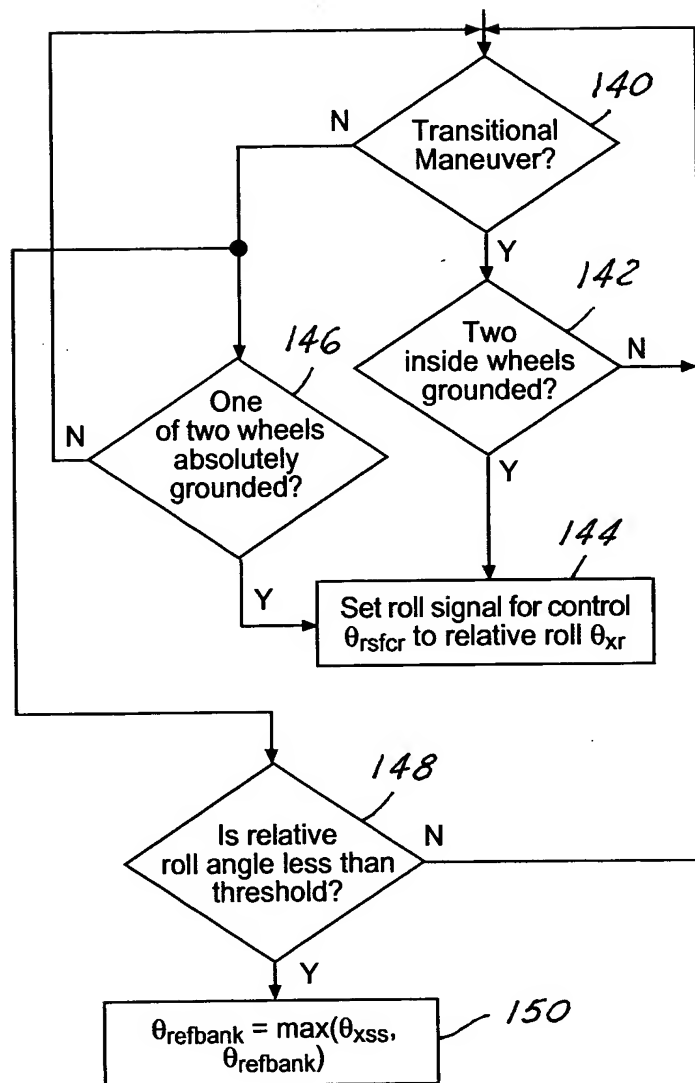 140
N
Transitional
Maneuver?
Y
142
Two
inside wheels
grounded?
N
146
One
of two wheels
absolutely
grounded?
N
Y
Y
144
Set roll signal for control
θrsfcr to relative roll θxr
148
Is relative
roll angle less than
threshold?
N
Y
150
θrefbank = max(θxss,
θrefbank)